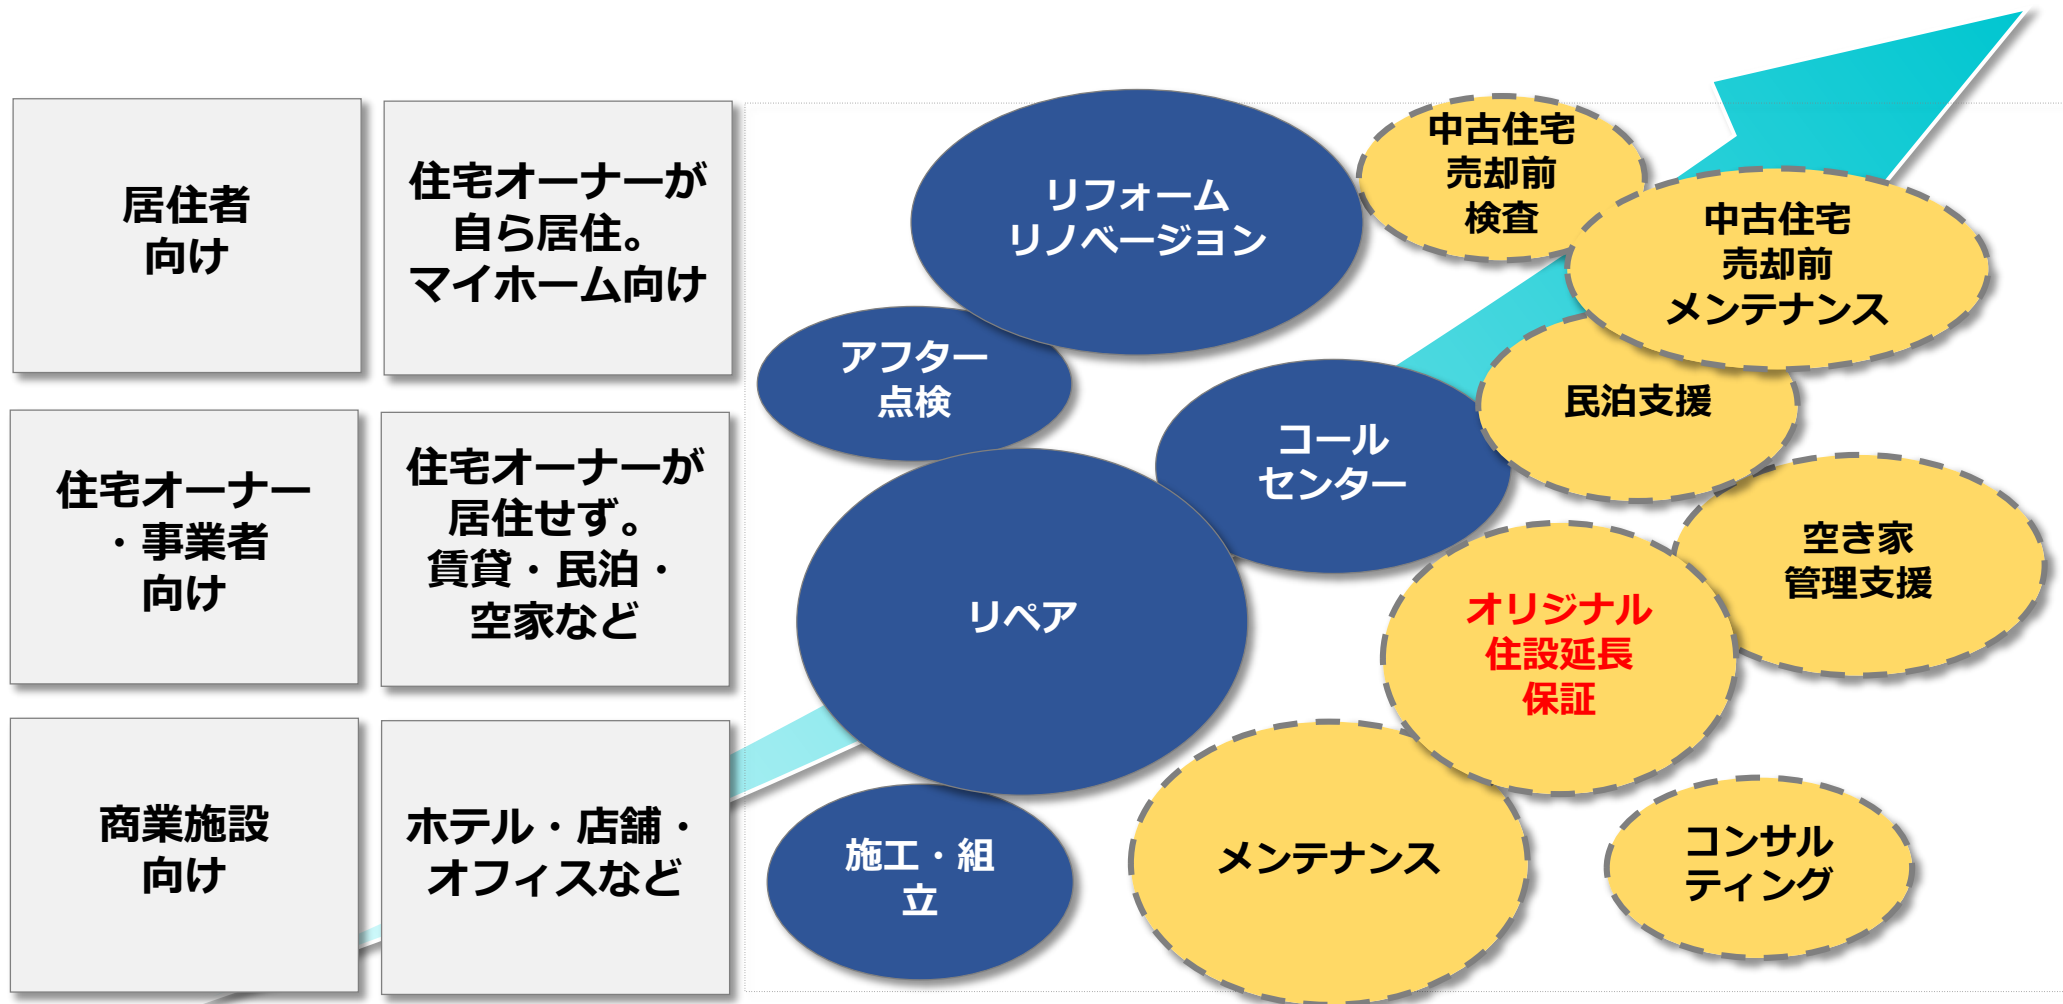 居住者
向け
住宅オーナーが
自ら居住。
マイホーム向け
住宅オーナー
・事業者
向け
住宅オーナーが
居住せず。
賃貸・民泊・
空家など
商業施設
向け
ホテル・店舗・
オフィスなど
リフォーム
リノベーション
中古住宅
売却前
検査
中古住宅
売却前
メンテナンス
アフター
点検
コール
センター
民泊支援
リペア
オリジナル
住設延長
保証
空き家
管理支援
施工・組
立
メンテナンス
コンサル
ティング